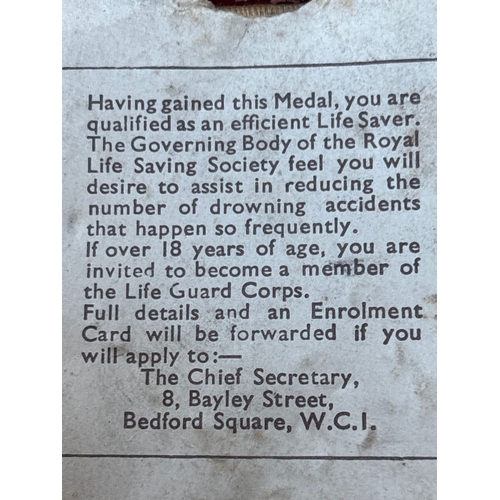 Having gained this Medal, you are
qualified as an efficient Life Saver.
The Governing Body of the Royal
Life Saving Society feel you will
desire to assist in reducing the
number of drowning accidents
that happen so frequently.
If over 18 years of age, you are
invited to become a member of
the Life Guard Corps.
Full details and an Enrolment
Card will be forwarded if you
will apply to:—
The Chief Secretary,
8, Bayley Street,
Bedford Square, W.C.1.